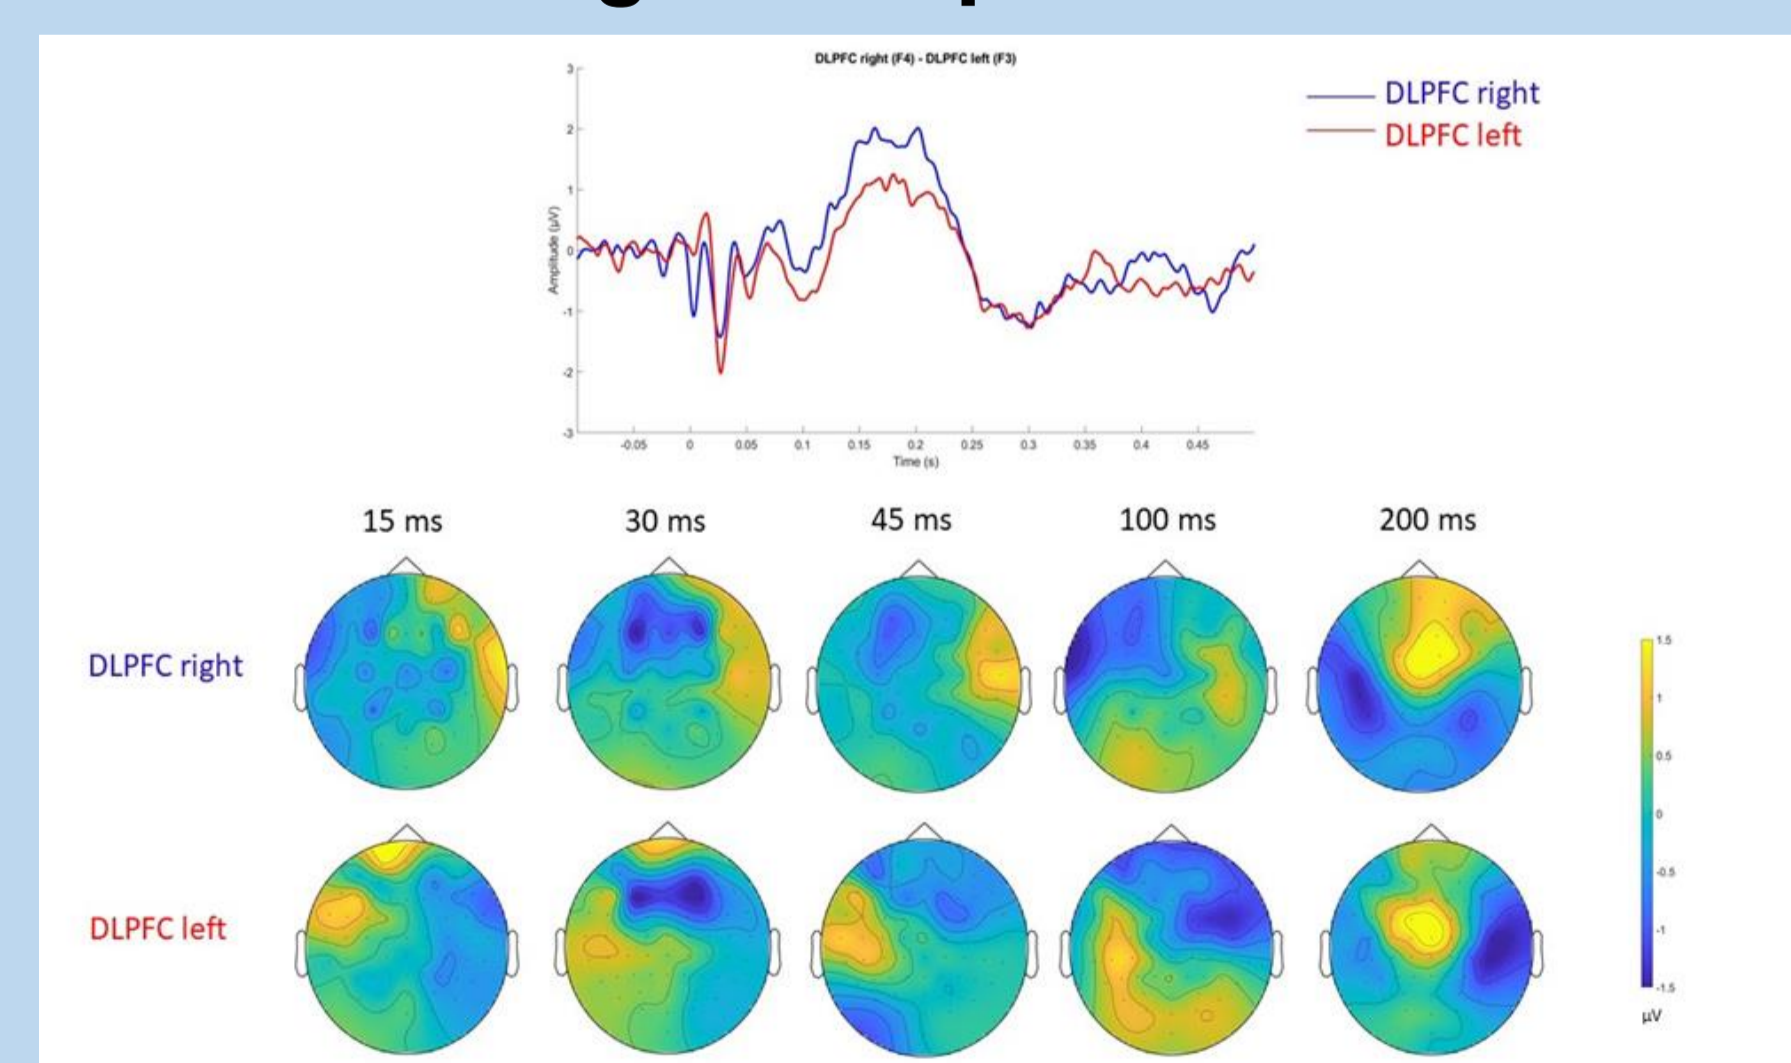 DLPFC right (F4) - DLPFC left (F3)
DLPFC right
DLPFC left
3
2
1
0
-1
-2
-3
Amplitude (µV)
-0.05 0 0.05 0.1 0.15 0.2 0.25 0.3 0.35 0.4 0.45
Time (s)
15 ms 30 ms 45 ms 100 ms 200 ms
DLPFC right
DLPFC left
1.5
1
0.5
0
-0.5
-1
-1.5
µV